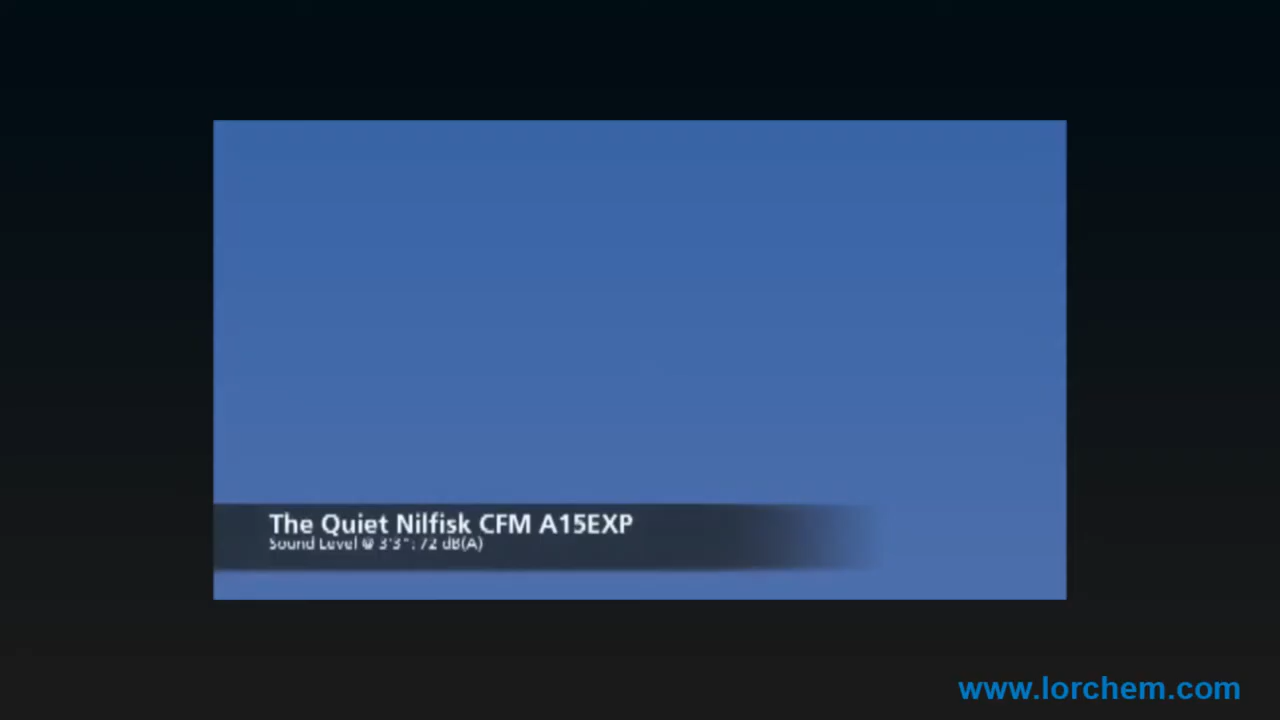 The Quiet Nilfisk CFM A15EXP
Sound Level @ 3'3": 72 dB(A)
www.lorchem.com